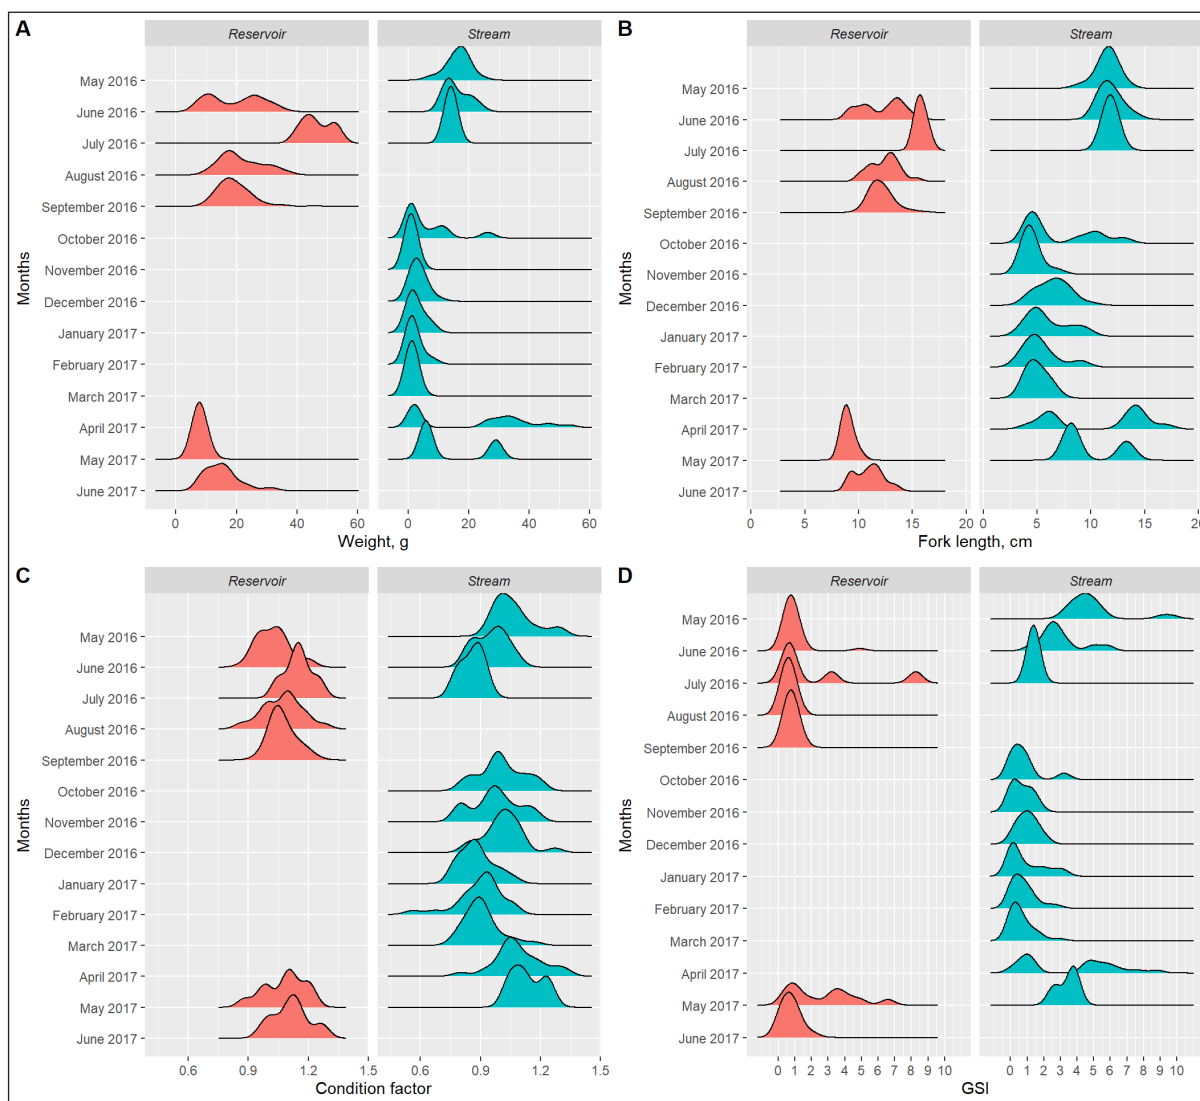 A
Reservoir Stream
Months
May 2016
June 2016
July 2016
August 2016
September 2016
October 2016
November 2016
December 2016
January 2017
February 2017
March 2017
April 2017
May 2017
June 2017
0 20 40 60 0 20 40 60
Weight, g
B
Reservoir Stream
Months
May 2016
June 2016
July 2016
August 2016
September 2016
October 2016
November 2016
December 2016
January 2017
February 2017
March 2017
April 2017
May 2017
June 2017
0 5 10 15 20 0 5 10 15 20
Fork length, cm
C
Reservoir Stream
Months
May 2016
June 2016
July 2016
August 2016
September 2016
October 2016
November 2016
December 2016
January 2017
February 2017
March 2017
April 2017
May 2017
June 2017
0.6 0.9 1.2 1.5 0.6 0.9 1.2 1.5
Condition factor
D
Reservoir Stream
Months
May 2016
June 2016
July 2016
August 2016
September 2016
October 2016
November 2016
December 2016
January 2017
February 2017
March 2017
April 2017
May 2017
June 2017
0 1 2 3 4 5 6 7 8 9 10 0 1 2 3 4 5 6 7 8 9 10
GSI